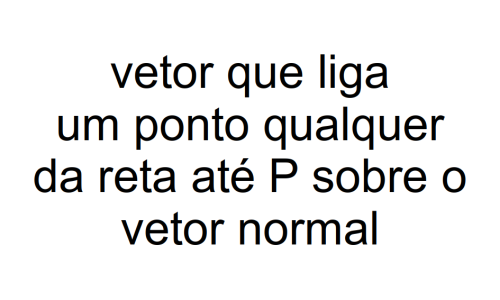 vetor que liga
um ponto qualquer
da reta até P sobre o
vetor normal